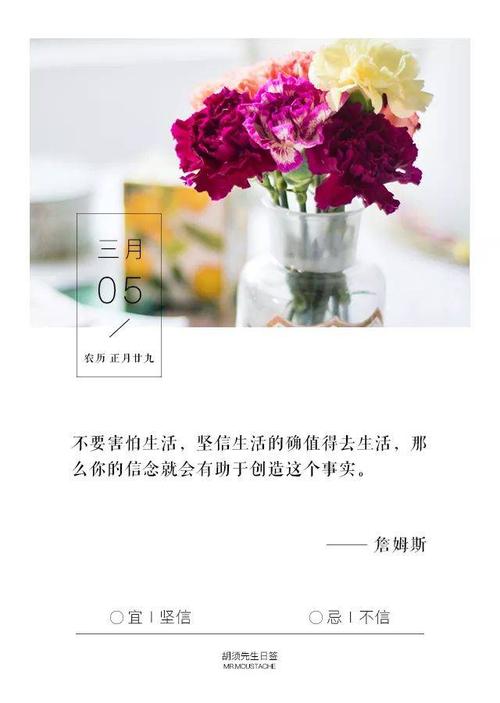 三月
05
农历 正月廿九
不要害怕生活，坚信生活的确值得去生活，那
么你的信念就会有助于创造这个事实。
—— 詹姆斯
〇 宜 | 坚信
〇 忌 | 不信
胡须先生日签
MR.MOUSTACHE